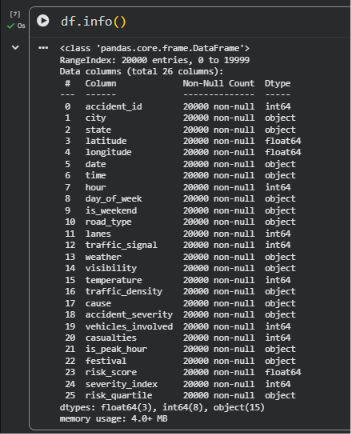 [7]
0s
df.info()
<class 'pandas.core.frame.DataFrame'>
RangeIndex: 20000 entries, 0 to 19999
Data columns (total 26 columns):
 #   Column             Non-Null Count  Dtype
---  ------             --------------  -----
 0   accident_id        20000 non-null  int64
 1   city               20000 non-null  object
 2   state              20000 non-null  object
 3   latitude           20000 non-null  float64
 4   longitude          20000 non-null  float64
 5   date               20000 non-null  object
 6   time               20000 non-null  object
 7   hour               20000 non-null  int64
 8   day_of_week        20000 non-null  object
 9   is_weekend         20000 non-null  object
 10  road_type          20000 non-null  object
 11  lanes              20000 non-null  int64
 12  traffic_signal     20000 non-null  int64
 13  weather            20000 non-null  object
 14  visibility         20000 non-null  object
 15  temperature        20000 non-null  int64
 16  traffic_density    20000 non-null  object
 17  cause              20000 non-null  object
 18  accident_severity  20000 non-null  object
 19  vehicles_involved  20000 non-null  int64
 20  casualties         20000 non-null  int64
 21  is_peak_hour       20000 non-null  object
 22  festival           20000 non-null  object
 23  risk_score         20000 non-null  float64
 24  severity_index     20000 non-null  int64
 25  risk_quartile      20000 non-null  object
dtypes: float64(3), int64(8), object(15)
memory usage: 4.0+ MB